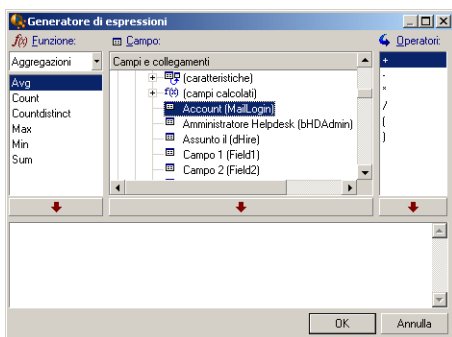 Generatore di espressioni
f(x) Funzione:
Campo:
Operatori:
Aggregazioni
Campi e collegamenti
Avg
Count
Countdistinct
Max
Min
Sum
(caratteristiche)
f(x) (campi calcolati)
Account (MailLogin)
Amministratore Helpdesk (bHDAdmin)
Assunto il (dHire)
Campo 1 (Field1)
Campo 2 (Field2)
+
-
*
/
(
)
OK
Annulla